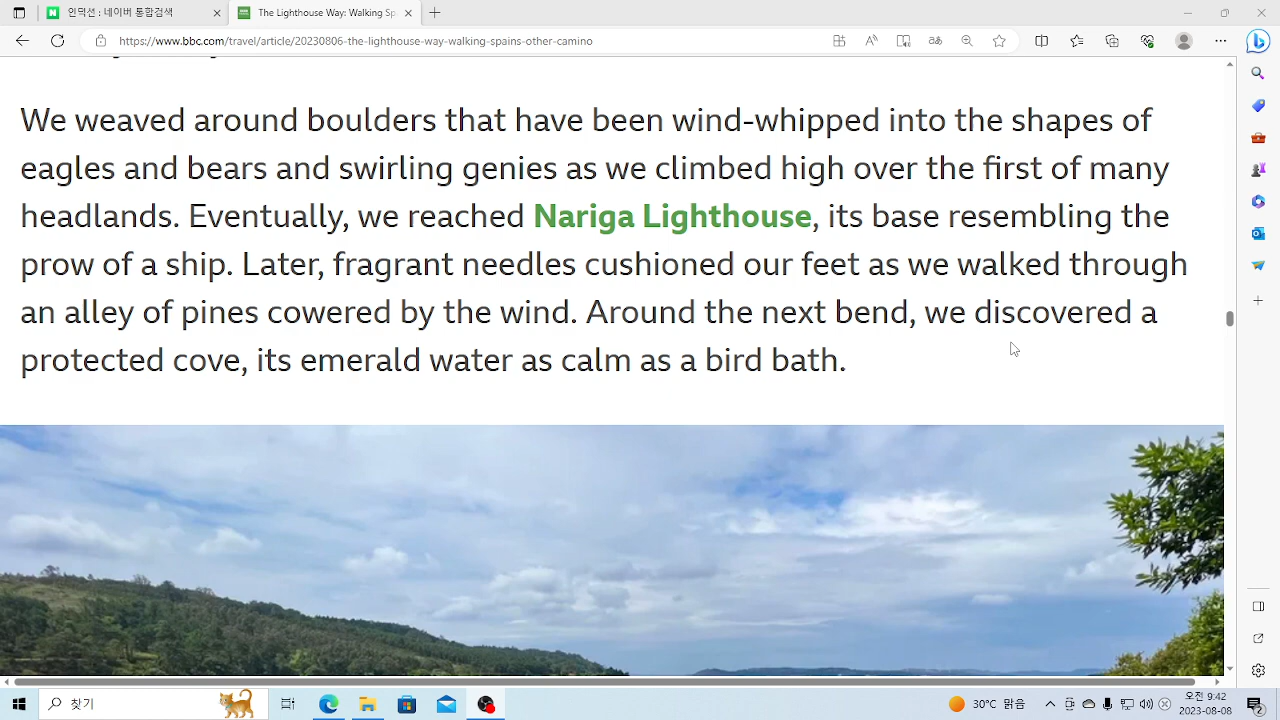 인덕션 : 네이버 통합검색
The Lighthouse Way: Walking Sp
https://www.bbc.com/travel/article/20230806-the-lighthouse-way-walking-spains-other-camino
We weaved around boulders that have been wind-whipped into the shapes of
eagles and bears and swirling genies as we climbed high over the first of many
headlands. Eventually, we reached Nariga Lighthouse, its base resembling the
prow of a ship. Later, fragrant needles cushioned our feet as we walked through
an alley of pines cowered by the wind. Around the next bend, we discovered a
protected cove, its emerald water as calm as a bird bath.
찾기
30°C 맑음
오전 9:42
2023-08-08
2